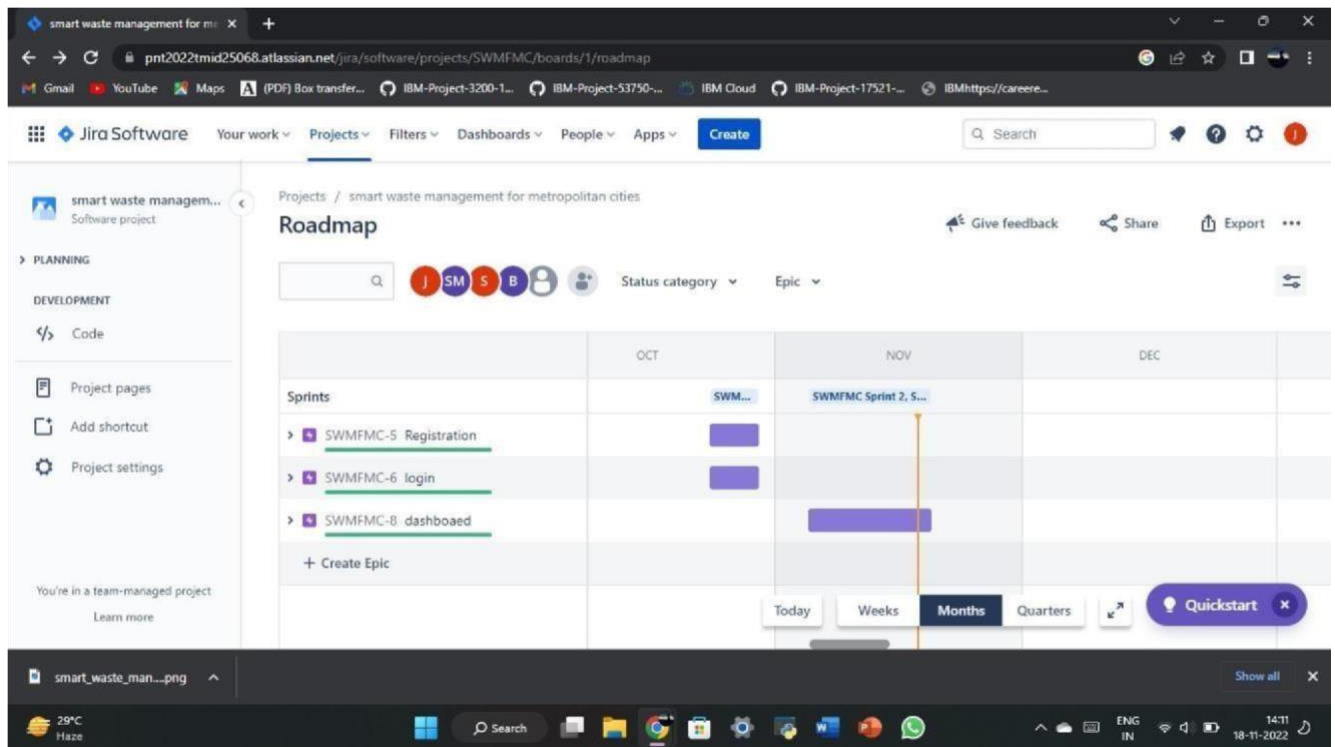 smart waste management for me
pnt2022tmid25068.atlassian.net/jira/software/projects/SWMFMC/boards/1/roadmap
Gmail YouTube Maps (PDF) Box transfer... IBM-Project-3200-1... IBM-Project-53750-... IBM Cloud IBM-Project-17521-... IBMhttps://careere...
Jira Software Your work Projects Filters Dashboards People Apps Create Search J
smart waste managem...
Software project
PLANNING
DEVELOPMENT
Code
Project pages
Add shortcut
Project settings
You're in a team-managed project
Learn more
Projects / smart waste management for metropolitan cities
Roadmap
Give feedback Share Export
J SM S B Status category Epic
OCT NOV DEC
Sprints SWM... SWMFMC Sprint 2, S...
SWMFMC-5 Registration
SWMFMC-6 login
SWMFMC-8 dashboaed
+ Create Epic
Today Weeks Months Quarters Quickstart
smart_waste_man....png Show all
29°C
Haze
Search
ENG
IN
14:11
18-11-2022